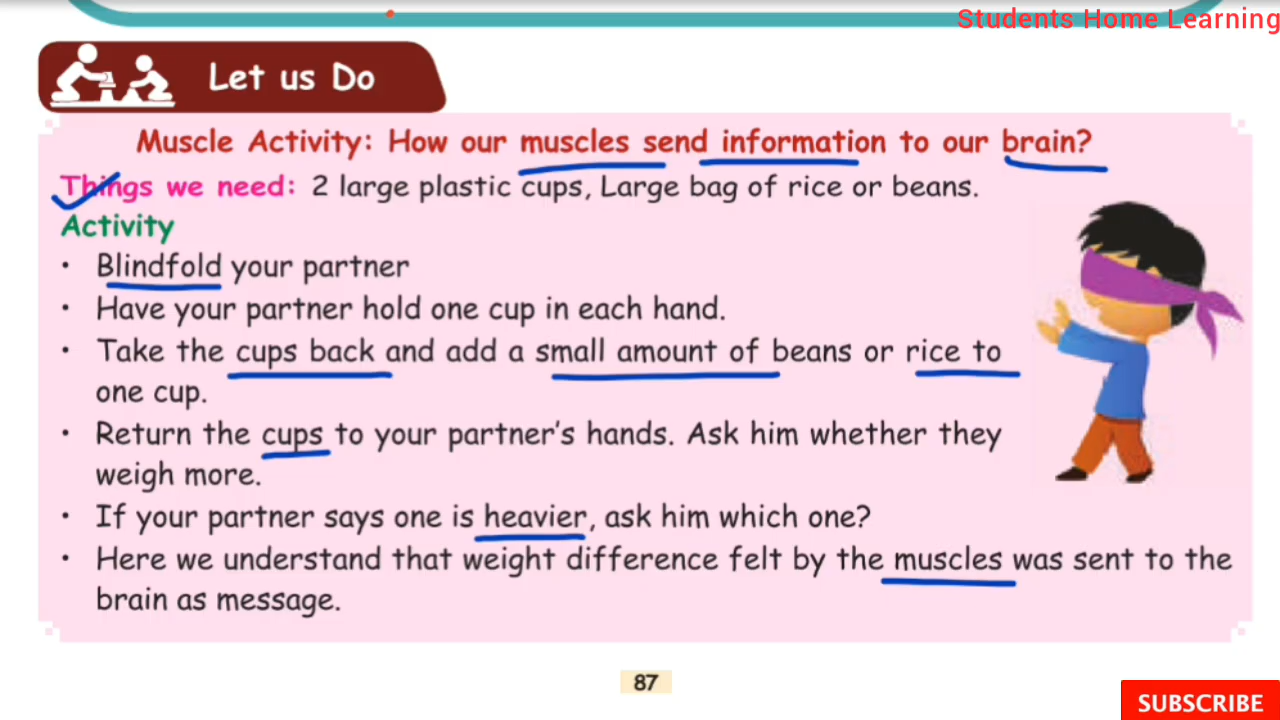 Students Home Learning
Let us Do
Muscle Activity: How our muscles send information to our brain?
Things we need: 2 large plastic cups, Large bag of rice or beans.
Activity
• Blindfold your partner
• Have your partner hold one cup in each hand.
• Take the cups back and add a small amount of beans or rice to
one cup.
• Return the cups to your partner's hands. Ask him whether they
weigh more.
• If your partner says one is heavier, ask him which one?
• Here we understand that weight difference felt by the muscles was sent to the
brain as message.
87
SUBSCRIBE